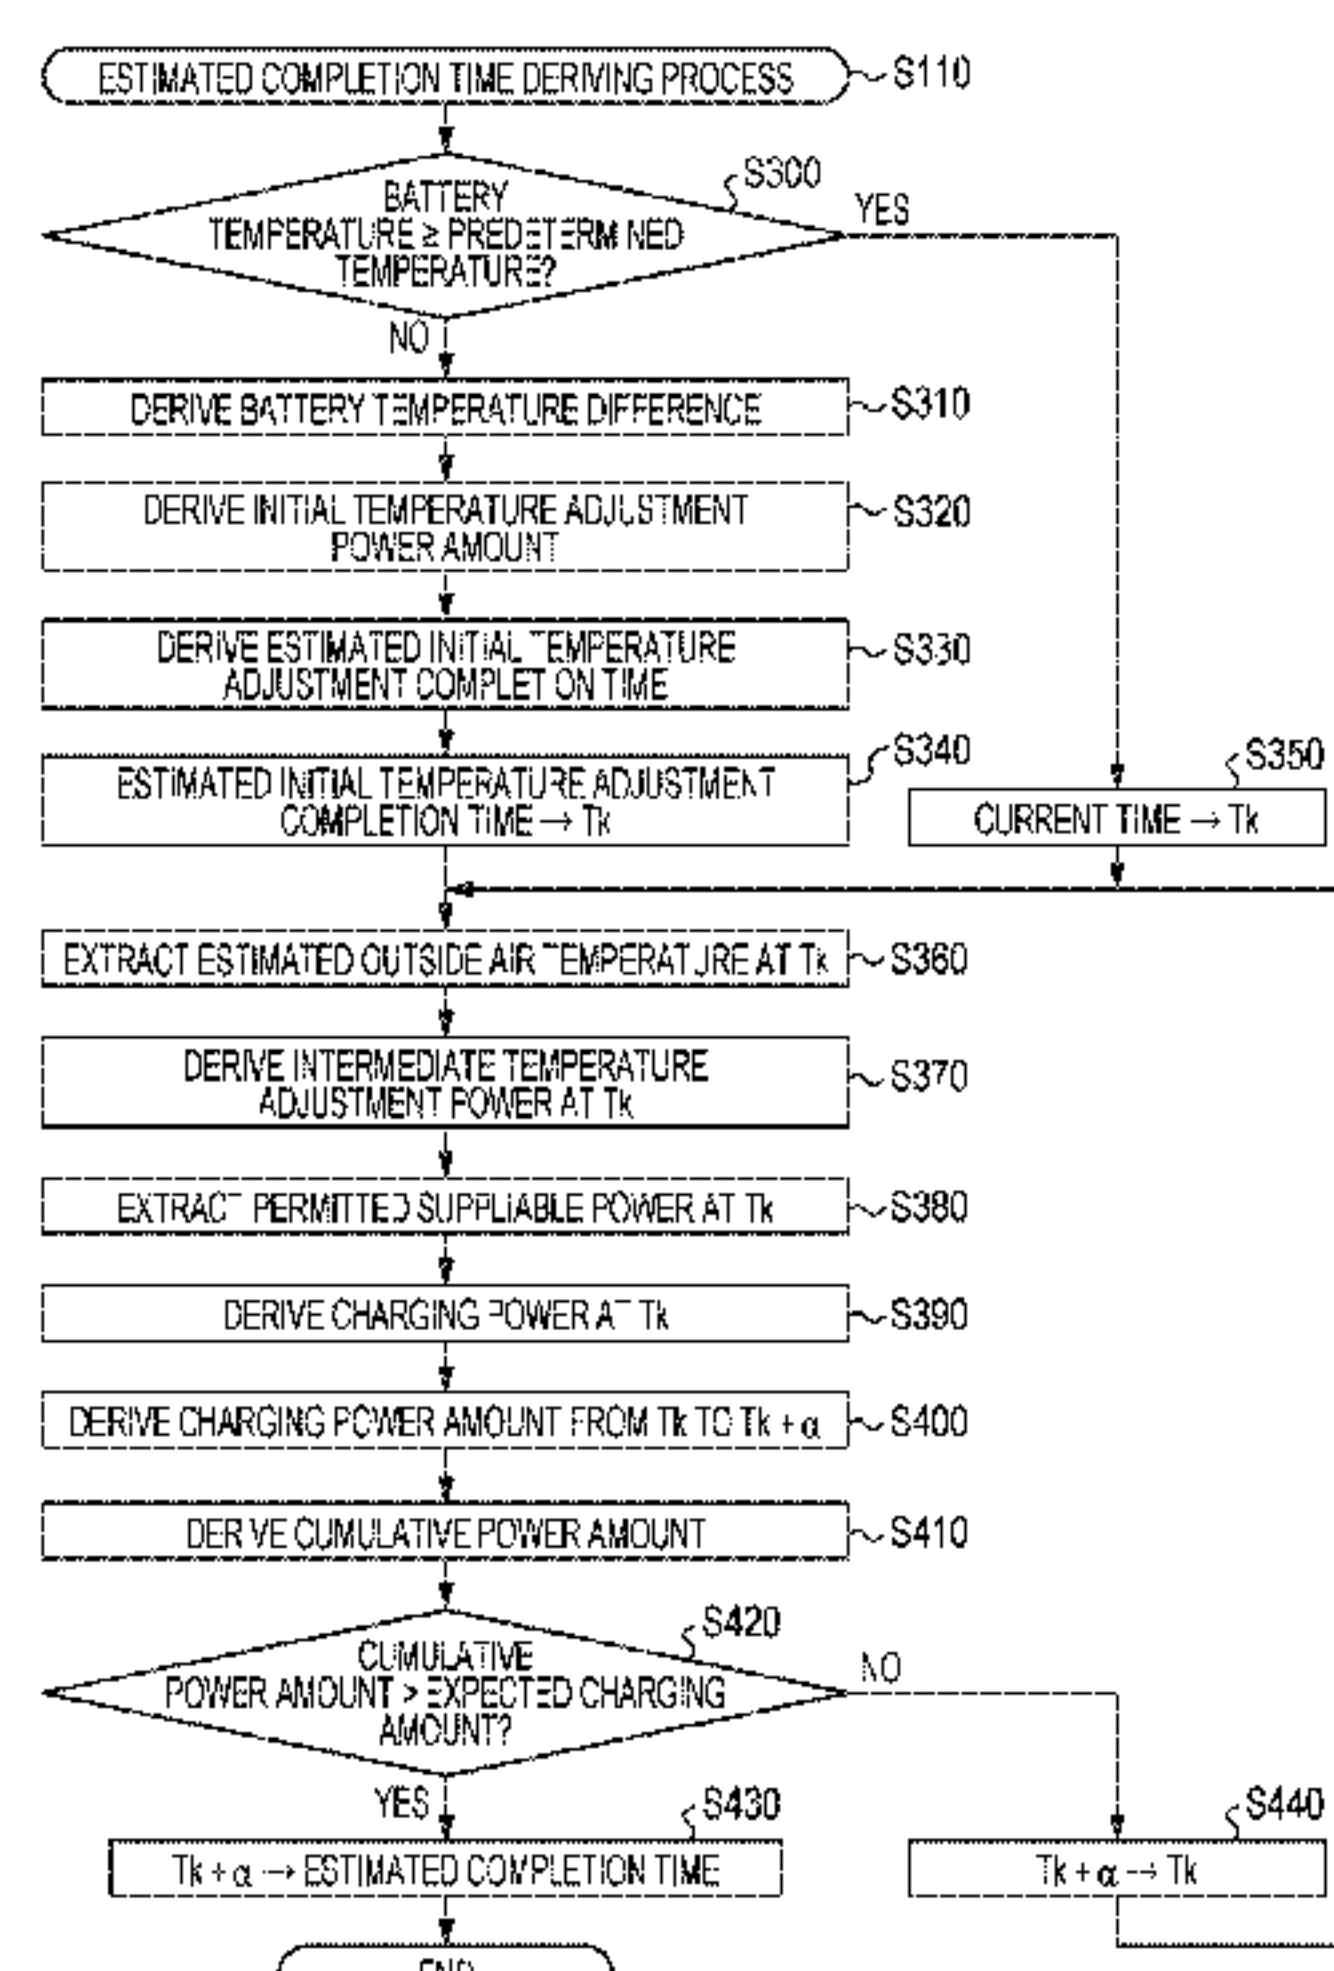 ESTIMATED COMPLETION TIME DERIVING PROCESS
S110
BATTERY
TEMPERATURE ≥ PREDETERMINED
TEMPERATURE?
S300
YES
NO
DERIVE BATTERY TEMPERATURE DIFFERENCE
S310
DERIVE INITIAL TEMPERATURE ADJUSTMENT
POWER AMOUNT
S320
DERIVE ESTIMATED INITIAL TEMPERATURE
ADJUSTMENT COMPLETION TIME
S330
ESTIMATED INITIAL TEMPERATURE ADJUSTMENT
COMPLETION TIME → Tk
S340
S350
CURRENT TIME → Tk
EXTRACT ESTIMATED OUTSIDE AIR TEMPERATURE AT Tk
S360
DERIVE INTERMEDIATE TEMPERATURE
ADJUSTMENT POWER AT Tk
S370
EXTRACT PERMITTED SUPPLIABLE POWER AT Tk
S380
DERIVE CHARGING POWER AT Tk
S390
DERIVE CHARGING POWER AMOUNT FROM Tk TO Tk + α
S400
DERIVE CUMULATIVE POWER AMOUNT
S410
CUMULATIVE
POWER AMOUNT > EXPECTED CHARGING
AMOUNT?
S420
NO
YES
S430
Tk + α → ESTIMATED COMPLETION TIME
S440
Tk + α → Tk
END